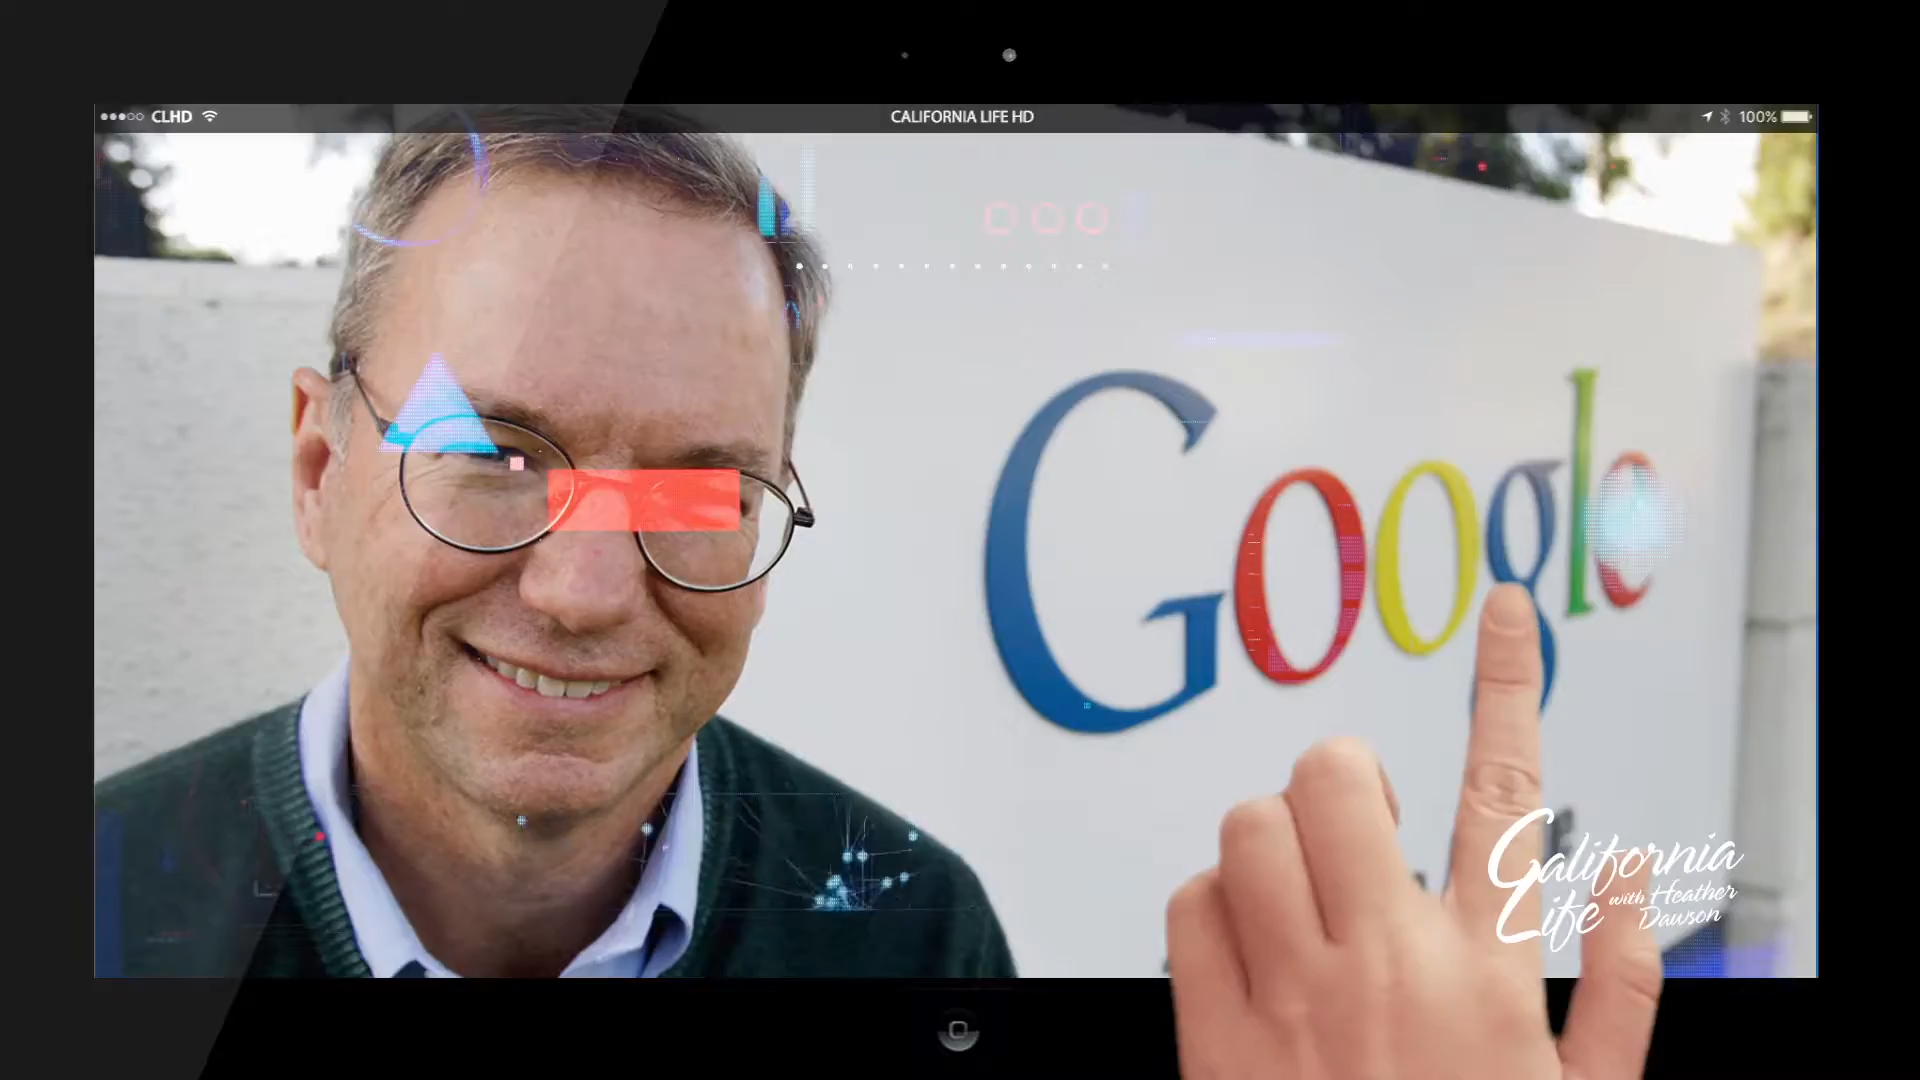 CLHD
CALIFORNIA LIFE HD
100%
Google
California
Life with Heather
Dawson